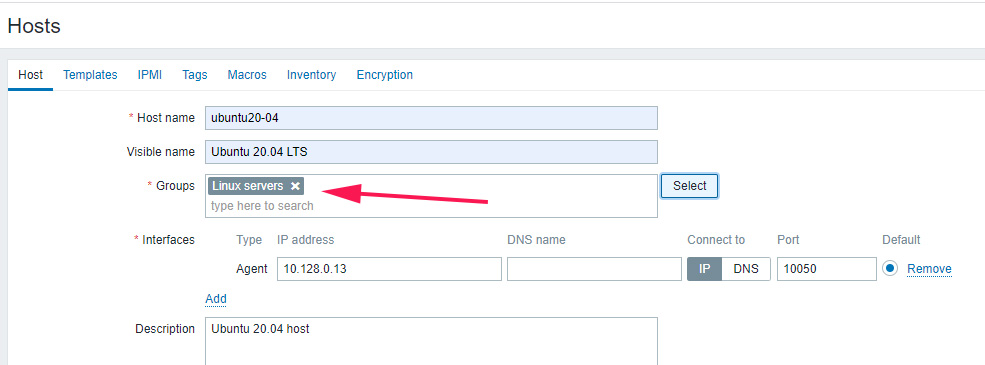 Hosts
Host Templates IPMI Tags Macros Inventory Encryption
* Host name ubuntu20-04
Visible name Ubuntu 20.04 LTS
* Groups Linux servers × Select
type here to search
* Interfaces Type IP address DNS name Connect to Port Default
Agent 10.128.0.13 IP DNS 10050 Remove
Add
Description Ubuntu 20.04 host